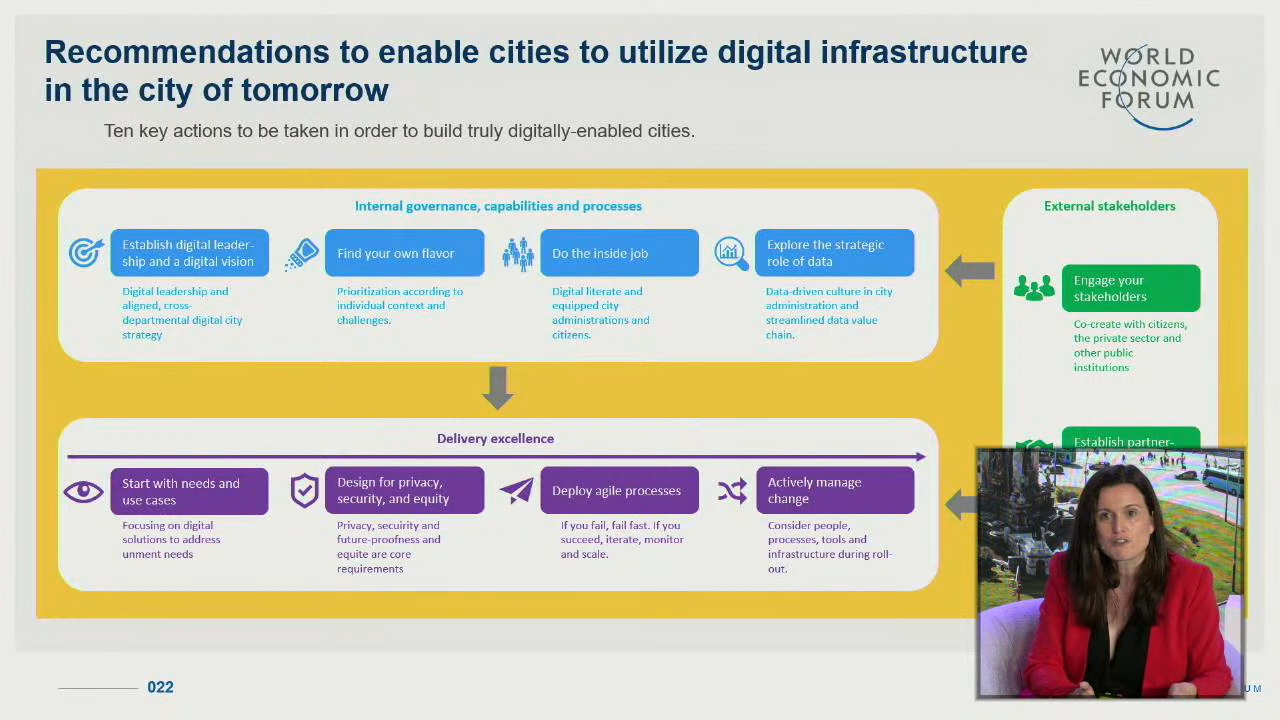 Recommendations to enable cities to utilize digital infrastructure
in the city of tomorrow
WORLD
ECONOMIC
FORUM
Ten key actions to be taken in order to build truly digitally-enabled cities.
Internal governance, capabilities and processes
Establish digital leader-
ship and a digital vision
Digital leadership and
aligned, cross-
departmental digital city
strategy
Find your own flavor
Prioritization according to
individual context and
challenges.
Do the inside job
Digital literate and
equipped city
administrations and
citizens.
Explore the strategic
role of data
Data-driven culture in city
administration and
streamlined data value
chain.
External stakeholders
Engage your
stakeholders
Co-create with citizens,
the private sector and
other public
institutions
Establish partner-
Delivery excellence
Start with needs and
use cases
Focusing on digital
solutions to address
unment needs
Design for privacy,
security, and equity
Privacy, secuirity and
future-proofness and
equite are core
requirements
Deploy agile processes
If you fail, fail fast. If you
succeed, iterate, monitor
and scale.
Actively manage
change
Consider people,
processes, tools and
infrastructure during roll-
out.
022
UM